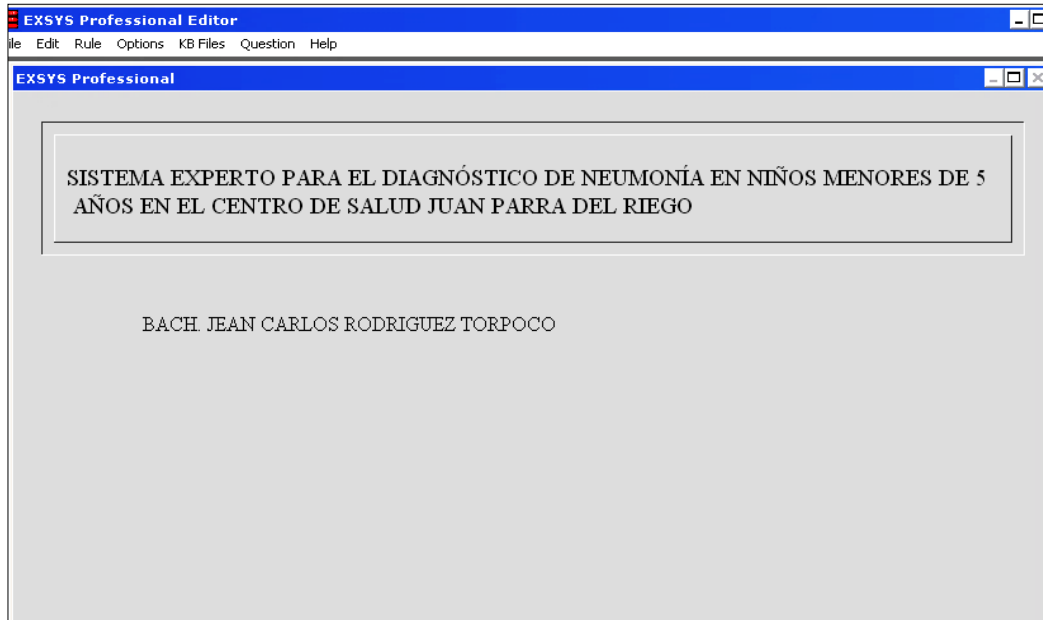 EXSYS Professional Editor
ile Edit Rule Options KB Files Question Help
EXSYS Professional
SISTEMA EXPERTO PARA EL DIAGNÓSTICO DE NEUMONÍA EN NIÑOS MENORES DE 5
AÑOS EN EL CENTRO DE SALUD JUAN PARRA DEL RIEGO
BACH. JEAN CARLOS RODRIGUEZ TORPOCO